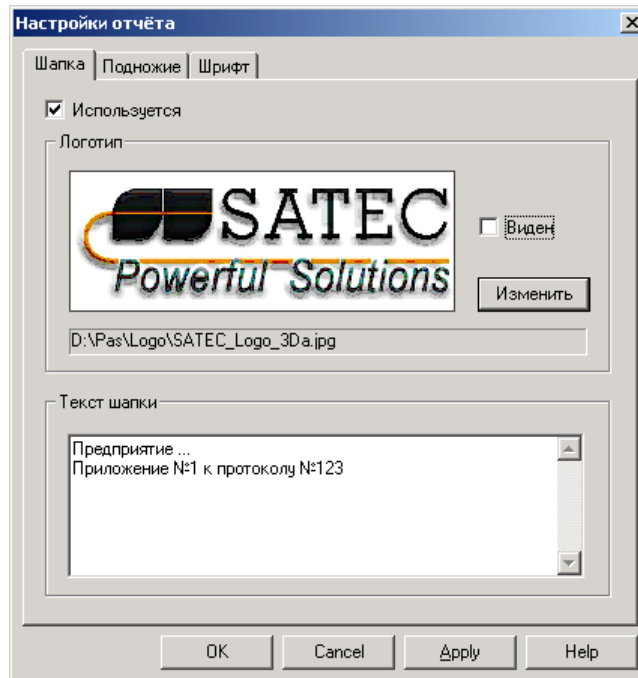 Настройки отчёта
Шапка Подножие Шрифт
Используется
Логотип
SATEC
Powerful Solutions
Виден
Изменить
D:\Pas\Logo\SATEC_Logo_3Da.jpg
Текст шапки
Предприятие ...
Приложение №1 к протоколу №123
OK Cancel Apply Help